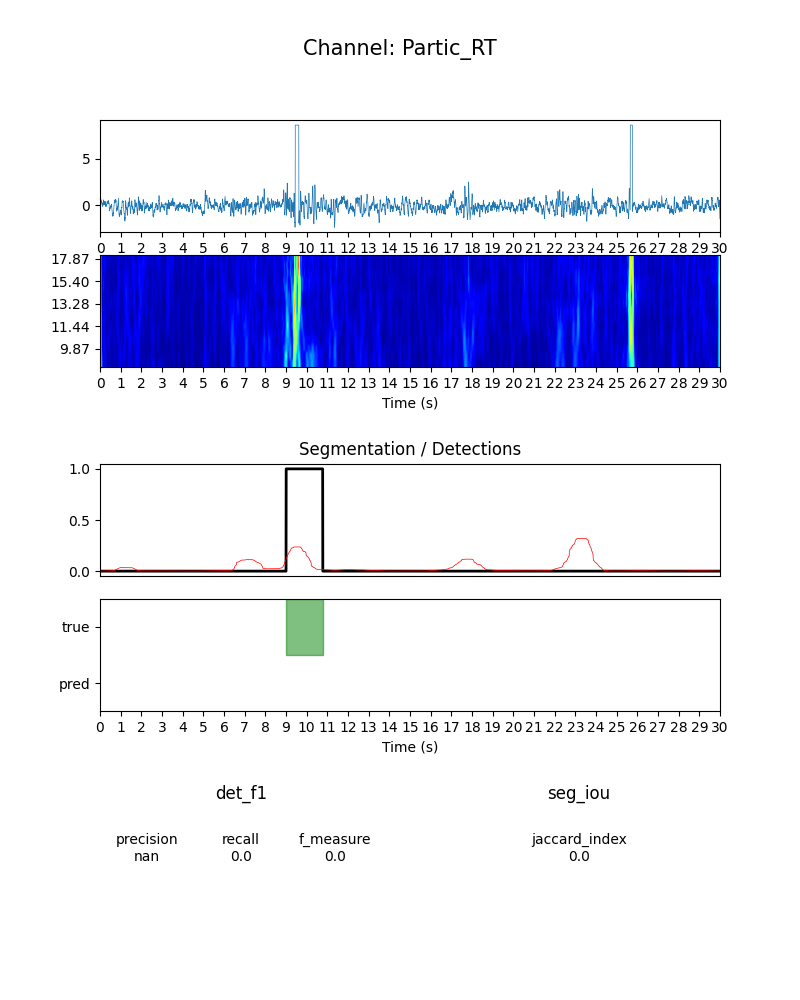 Channel: Partic_RT
5
0
0 1 2 3 4 5 6 7 8 9 10 11 12 13 14 15 16 17 18 19 20 21 22 23 24 25 26 27 28 29 30
17.87
15.40
13.28
11.44
9.87
0 1 2 3 4 5 6 7 8 9 10 11 12 13 14 15 16 17 18 19 20 21 22 23 24 25 26 27 28 29 30
Time (s)
Segmentation / Detections
1.0
0.5
0.0
true
pred
0 1 2 3 4 5 6 7 8 9 10 11 12 13 14 15 16 17 18 19 20 21 22 23 24 25 26 27 28 29 30
Time (s)
det_f1 seg_iou
precision recall f_measure jaccard_index
nan 0.0 0.0 0.0